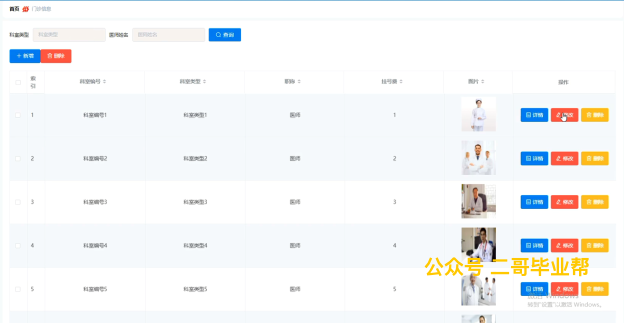 首页 门诊信息
科室类型 科室类型 医师姓名 医师姓名 查询
+ 新增 删除
索引 科室编号 科室类型 职称 挂号量 图片 操作
1 科室编号1 科室类型1 医师 1 详情 修改 删除
2 科室编号2 科室类型2 医师 2 详情 修改 删除
3 科室编号3 科室类型3 医师 3 详情 修改 删除
4 科室编号4 科室类型4 医师 4 详情 修改 删除
公众号 二哥毕业帮
5 科室编号5 科室类型5 医师 5 详情 修改 删除
转到"设置"以激活 Windows。